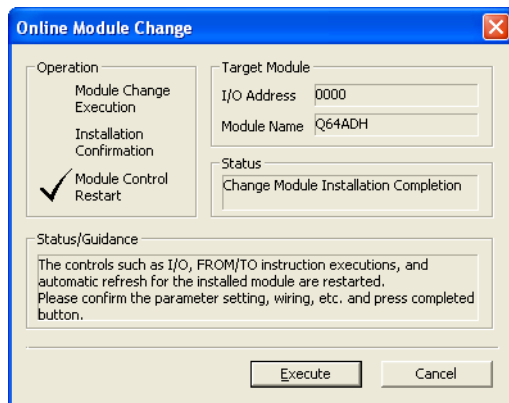 Online Module Change
Operation
Module Change
Execution
Installation
Confirmation
Module Control
Restart
Target Module
I/O Address 0000
Module Name Q64ADH
Status
Change Module Installation Completion
Status/Guidance
The controls such as I/O, FROM/TO instruction executions, and
automatic refresh for the installed module are restarted.
Please confirm the parameter setting, wiring, etc. and press completed
button.
Execute
Cancel